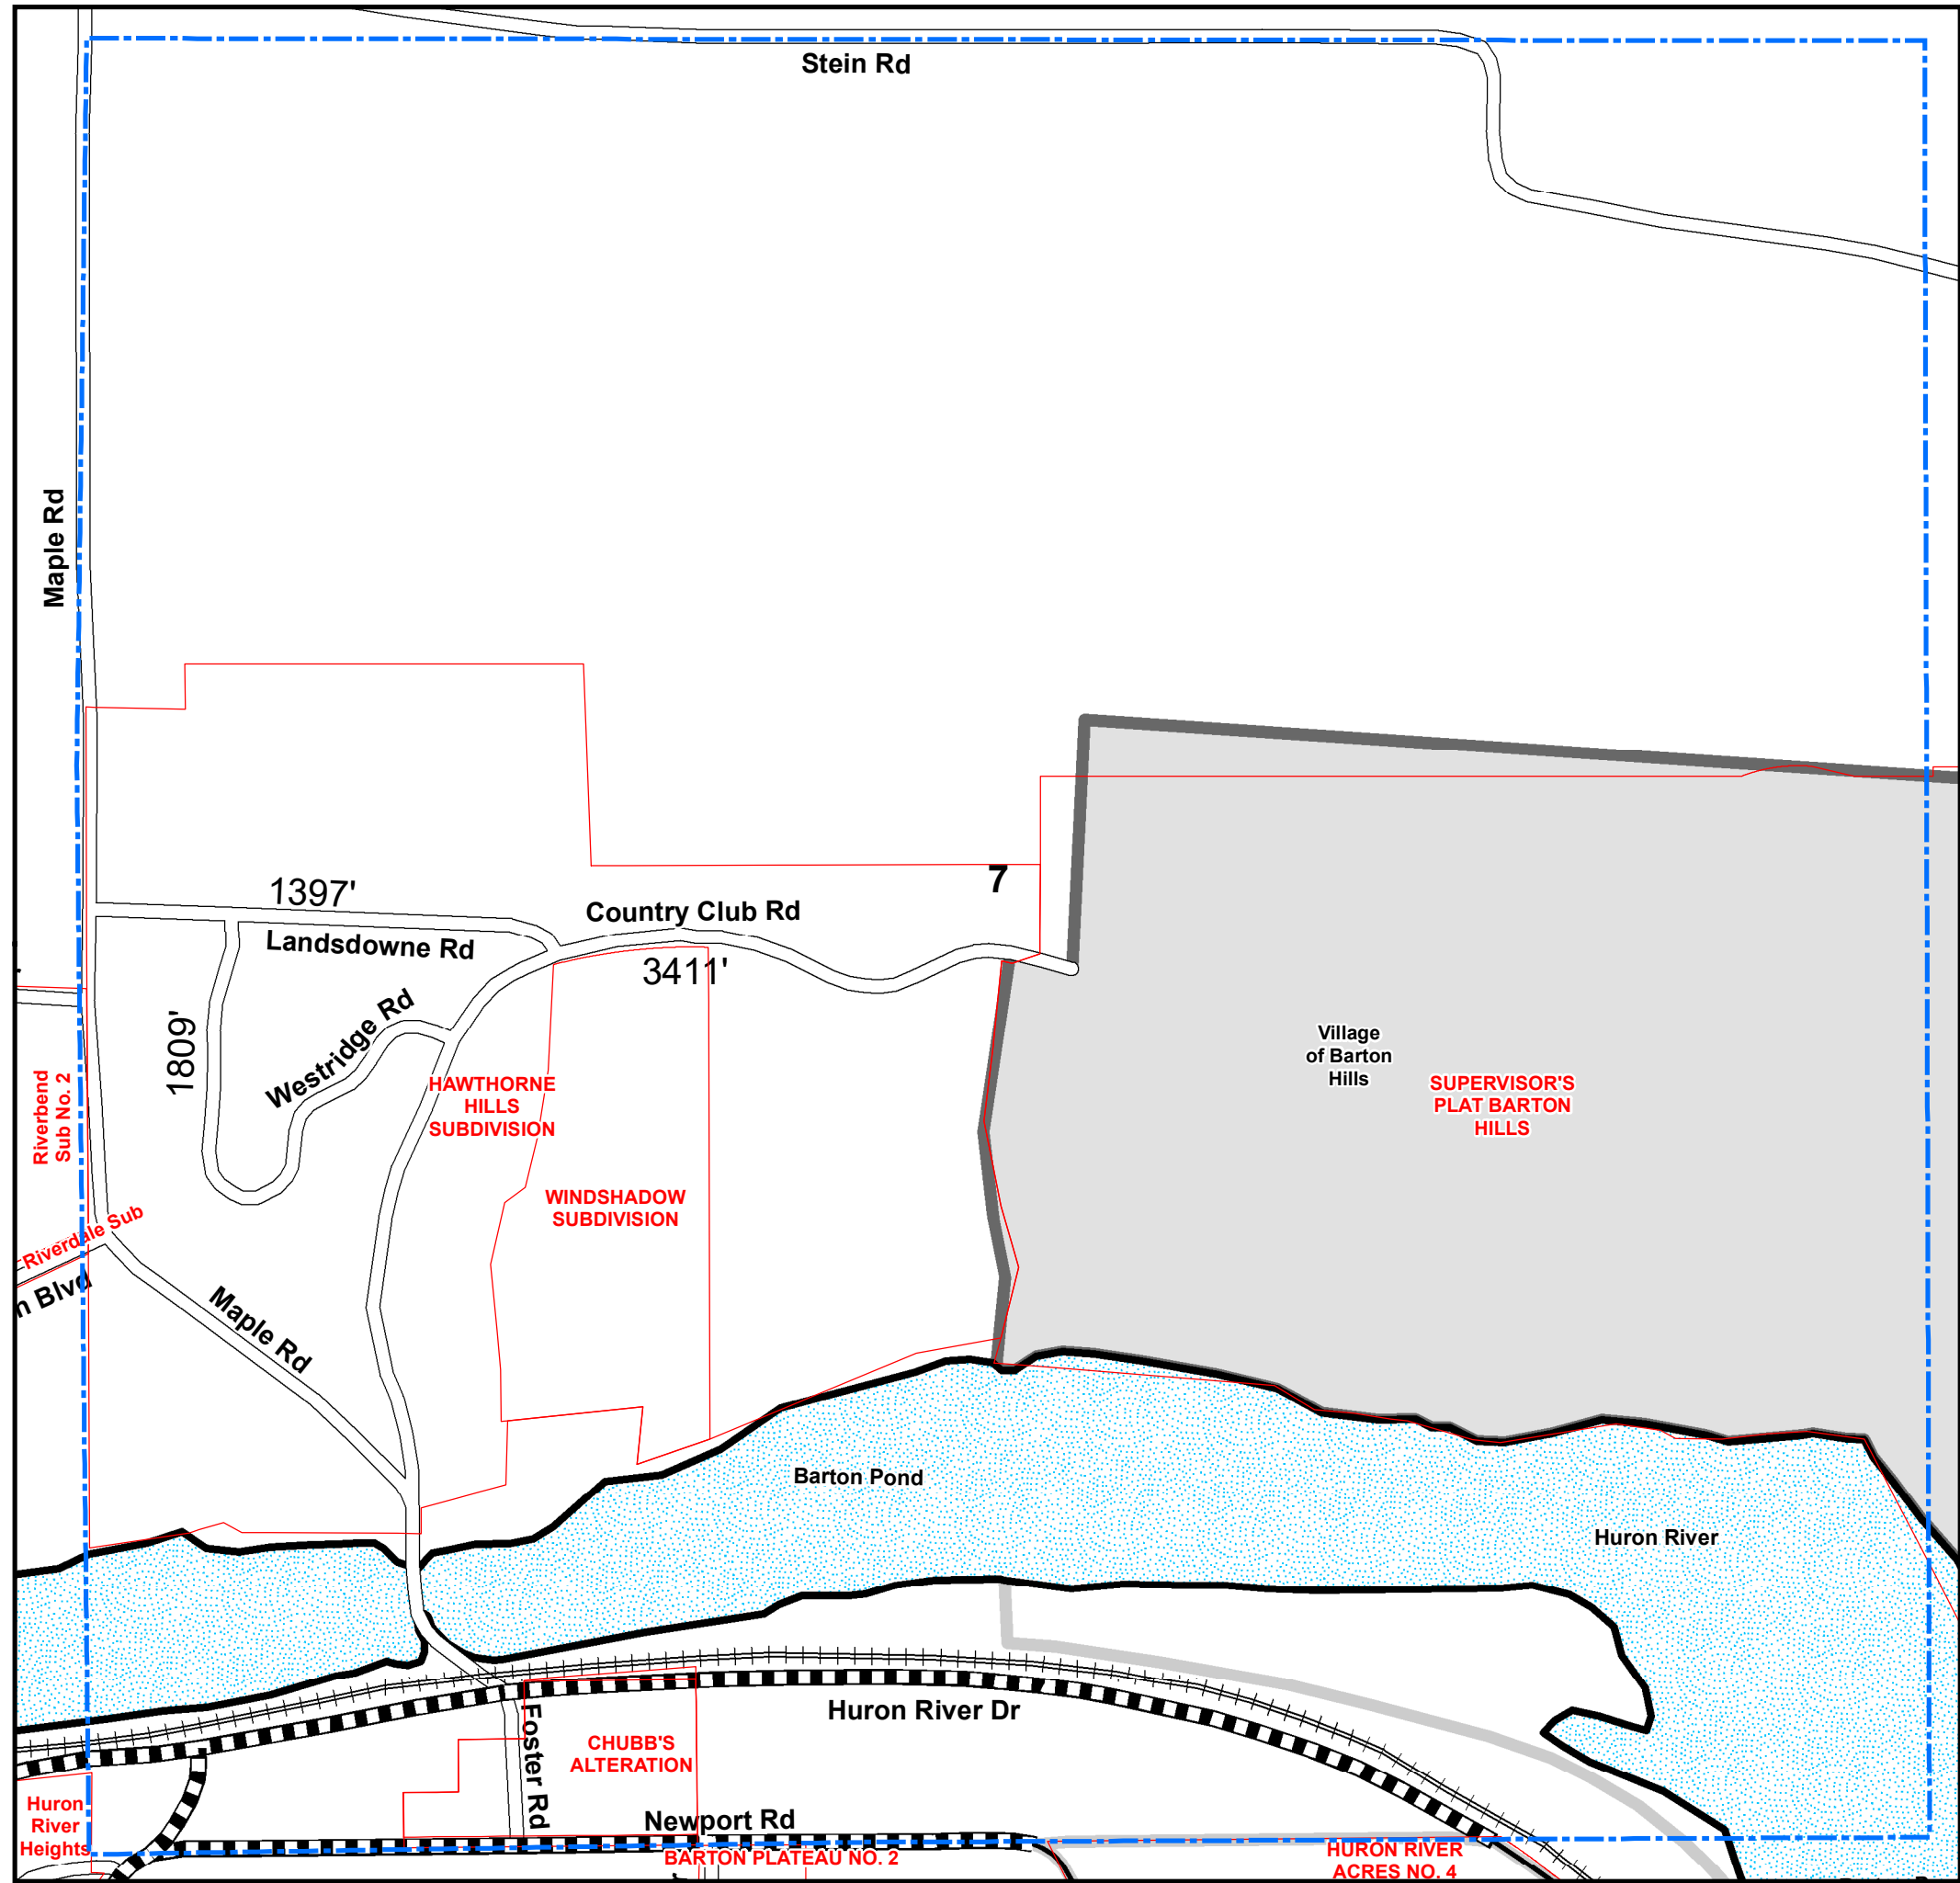 Stein Rd
Maple Rd
7
1397'
Country Club Rd
Landsdowne Rd
3411'
1809'
Westridge Rd
Village
of Barton
Hills
HAWTHORNE
HILLS
SUBDIVISION
SUPERVISOR'S
PLAT BARTON
HILLS
Riverbend
Sub No. 2
WINDSHADOW
SUBDIVISION
Riverdale Sub
n Blvd
Maple Rd
Barton Pond
Huron River
Huron River Dr
Foster Rd
CHUBB'S
ALTERATION
Huron
River
Heights
Newport Rd
BARTON PLATEAU NO. 2
HURON RIVER
ACRES NO. 4